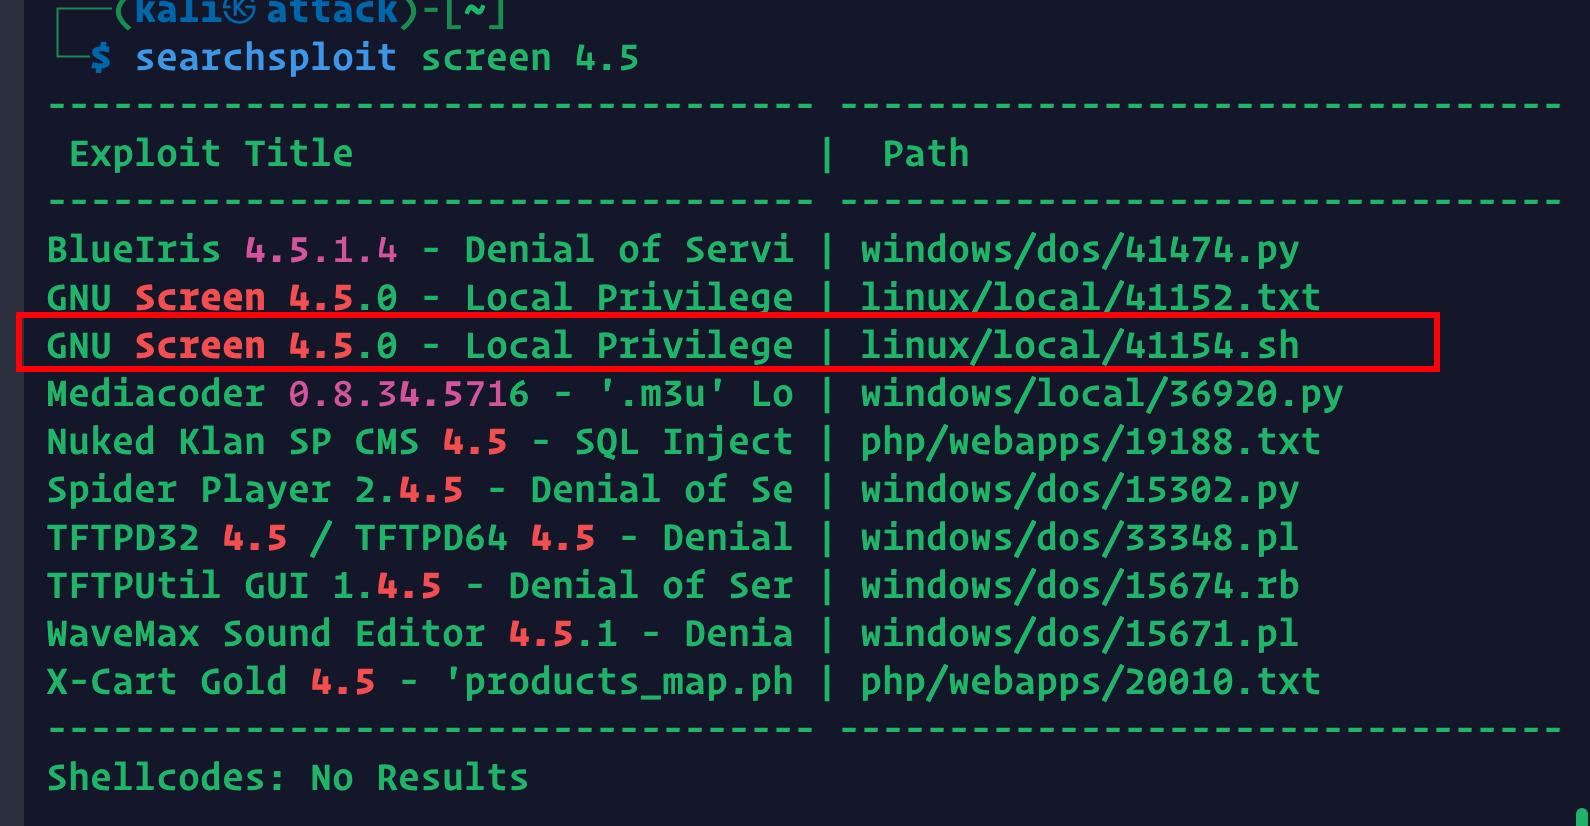 (kali㉿attack)-[~]
$ searchsploit screen 4.5
----------------------------------- ---------------------------------
Exploit Title | Path
----------------------------------- ---------------------------------
BlueIris 4.5.1.4 - Denial of Servi | windows/dos/41474.py
GNU Screen 4.5.0 - Local Privilege | linux/local/41152.txt
GNU Screen 4.5.0 - Local Privilege | linux/local/41154.sh
Mediacoder 0.8.34.5716 - '.m3u' Lo | windows/local/36920.py
Nuked Klan SP CMS 4.5 - SQL Inject | php/webapps/19188.txt
Spider Player 2.4.5 - Denial of Se | windows/dos/15302.py
TFTPD32 4.5 / TFTPD64 4.5 - Denial | windows/dos/33348.pl
TFTPUtil GUI 1.4.5 - Denial of Ser | windows/dos/15674.rb
WaveMax Sound Editor 4.5.1 - Denia | windows/dos/15671.pl
X-Cart Gold 4.5 - 'products_map.ph | php/webapps/20010.txt
----------------------------------- ---------------------------------
Shellcodes: No Results